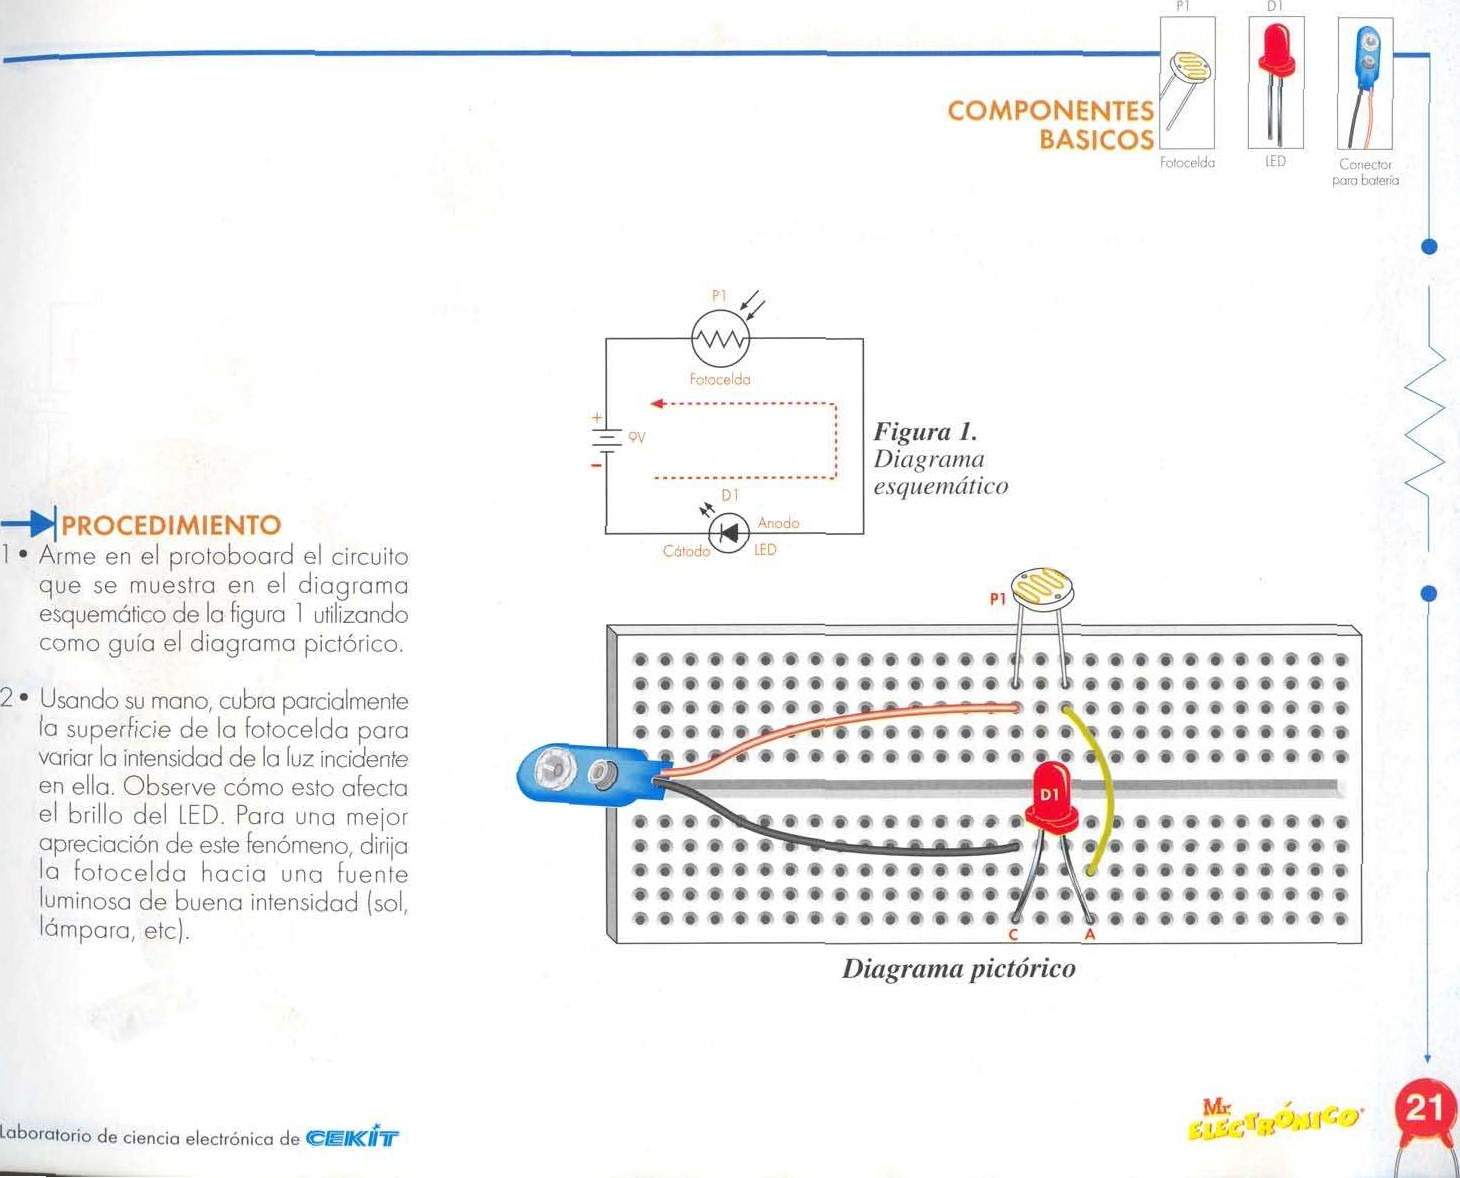 P1
D1
COMPONENTES
BASICOS
Fotocelda
LED
Conector
para batería
P1
Fotocelda
+
9V
-
D1
Anodo
Cátodo
LED
Figura 1.
Diagrama
esquemático
PROCEDIMIENTO
1 • Arme en el protoboard el circuito
que se muestra en el diagrama
esquemático de la figura 1 utilizando
como guía el diagrama pictórico.
2 • Usando su mano, cubra parcialmente
la superficie de la fotocelda para
variar la intensidad de la luz incidente
en ella. Observe cómo esto afecta
el brillo del LED. Para una mejor
apreciación de este fenómeno, dirija
la fotocelda hacia una fuente
luminosa de buena intensidad (sol,
lámpara, etc).
P1
D1
C
A
Diagrama pictórico
Laboratorio de ciencia electrónica de CEKIT
Mr.
ELECTRÓNICO
21